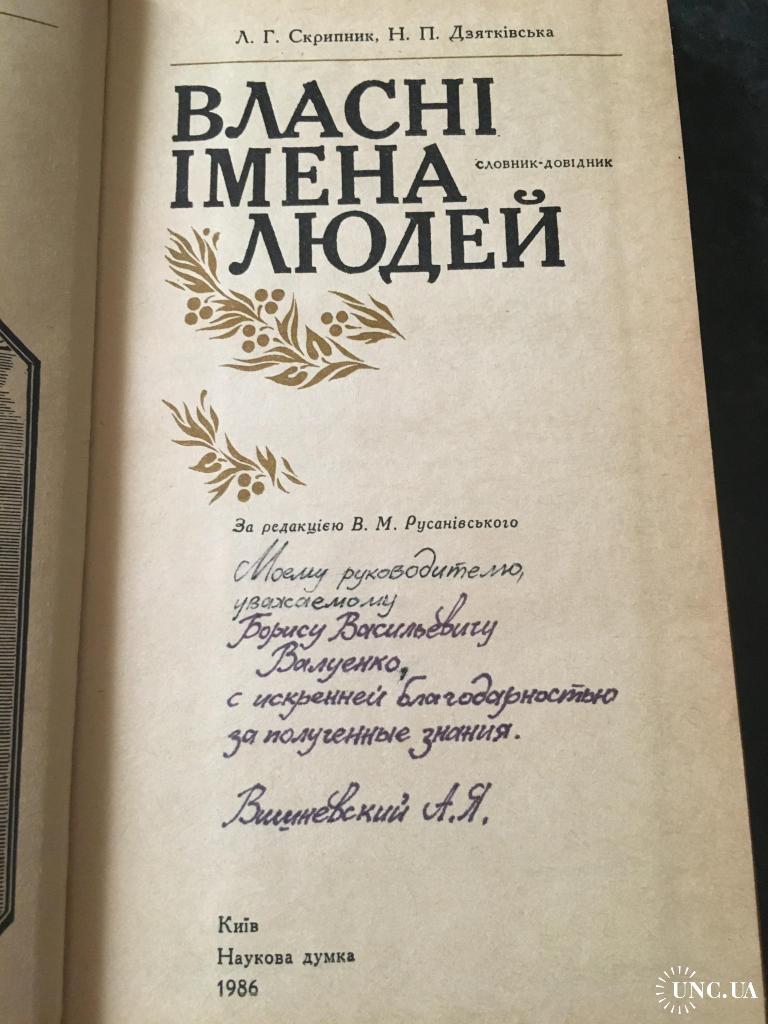 Л. Г. Скрипник, Н. П. Дзятківська
ВЛАСНІ
ІМЕНА
словник-довідник
ЛЮДЕЙ
За редакцією В. М. Русанівського
Моему руководителю,
уважаемому
Борису Васильевичу
Валуенко,
с искренней благодарностью
за полученные знания.
Вишневский А.Я.
Київ
Наукова думка
1986
UNC.UA